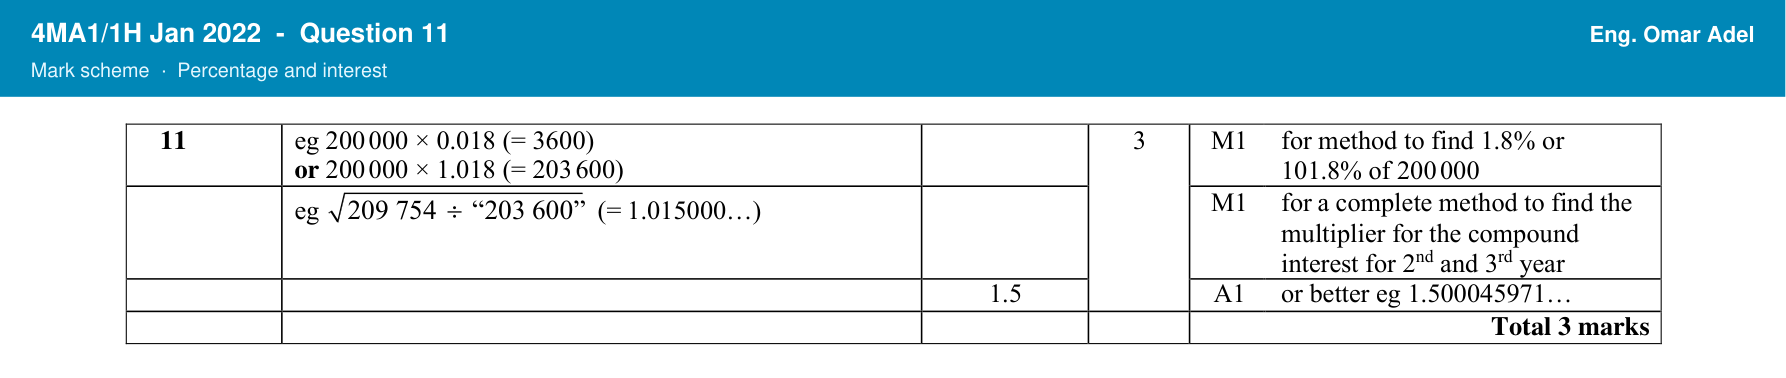 4MA1/1H Jan 2022 - Question 11
Eng. Omar Adel
Mark scheme · Percentage and interest
11 eg 200 000 × 0.018 (= 3600) 3 M1 for method to find 1.8% or
or 200 000 × 1.018 (= 203 600) 101.8% of 200 000
eg √209 754 ÷ “203 600” (= 1.015000…) M1 for a complete method to find the
multiplier for the compound
interest for 2nd and 3rd year
1.5 A1 or better eg 1.500045971…
Total 3 marks